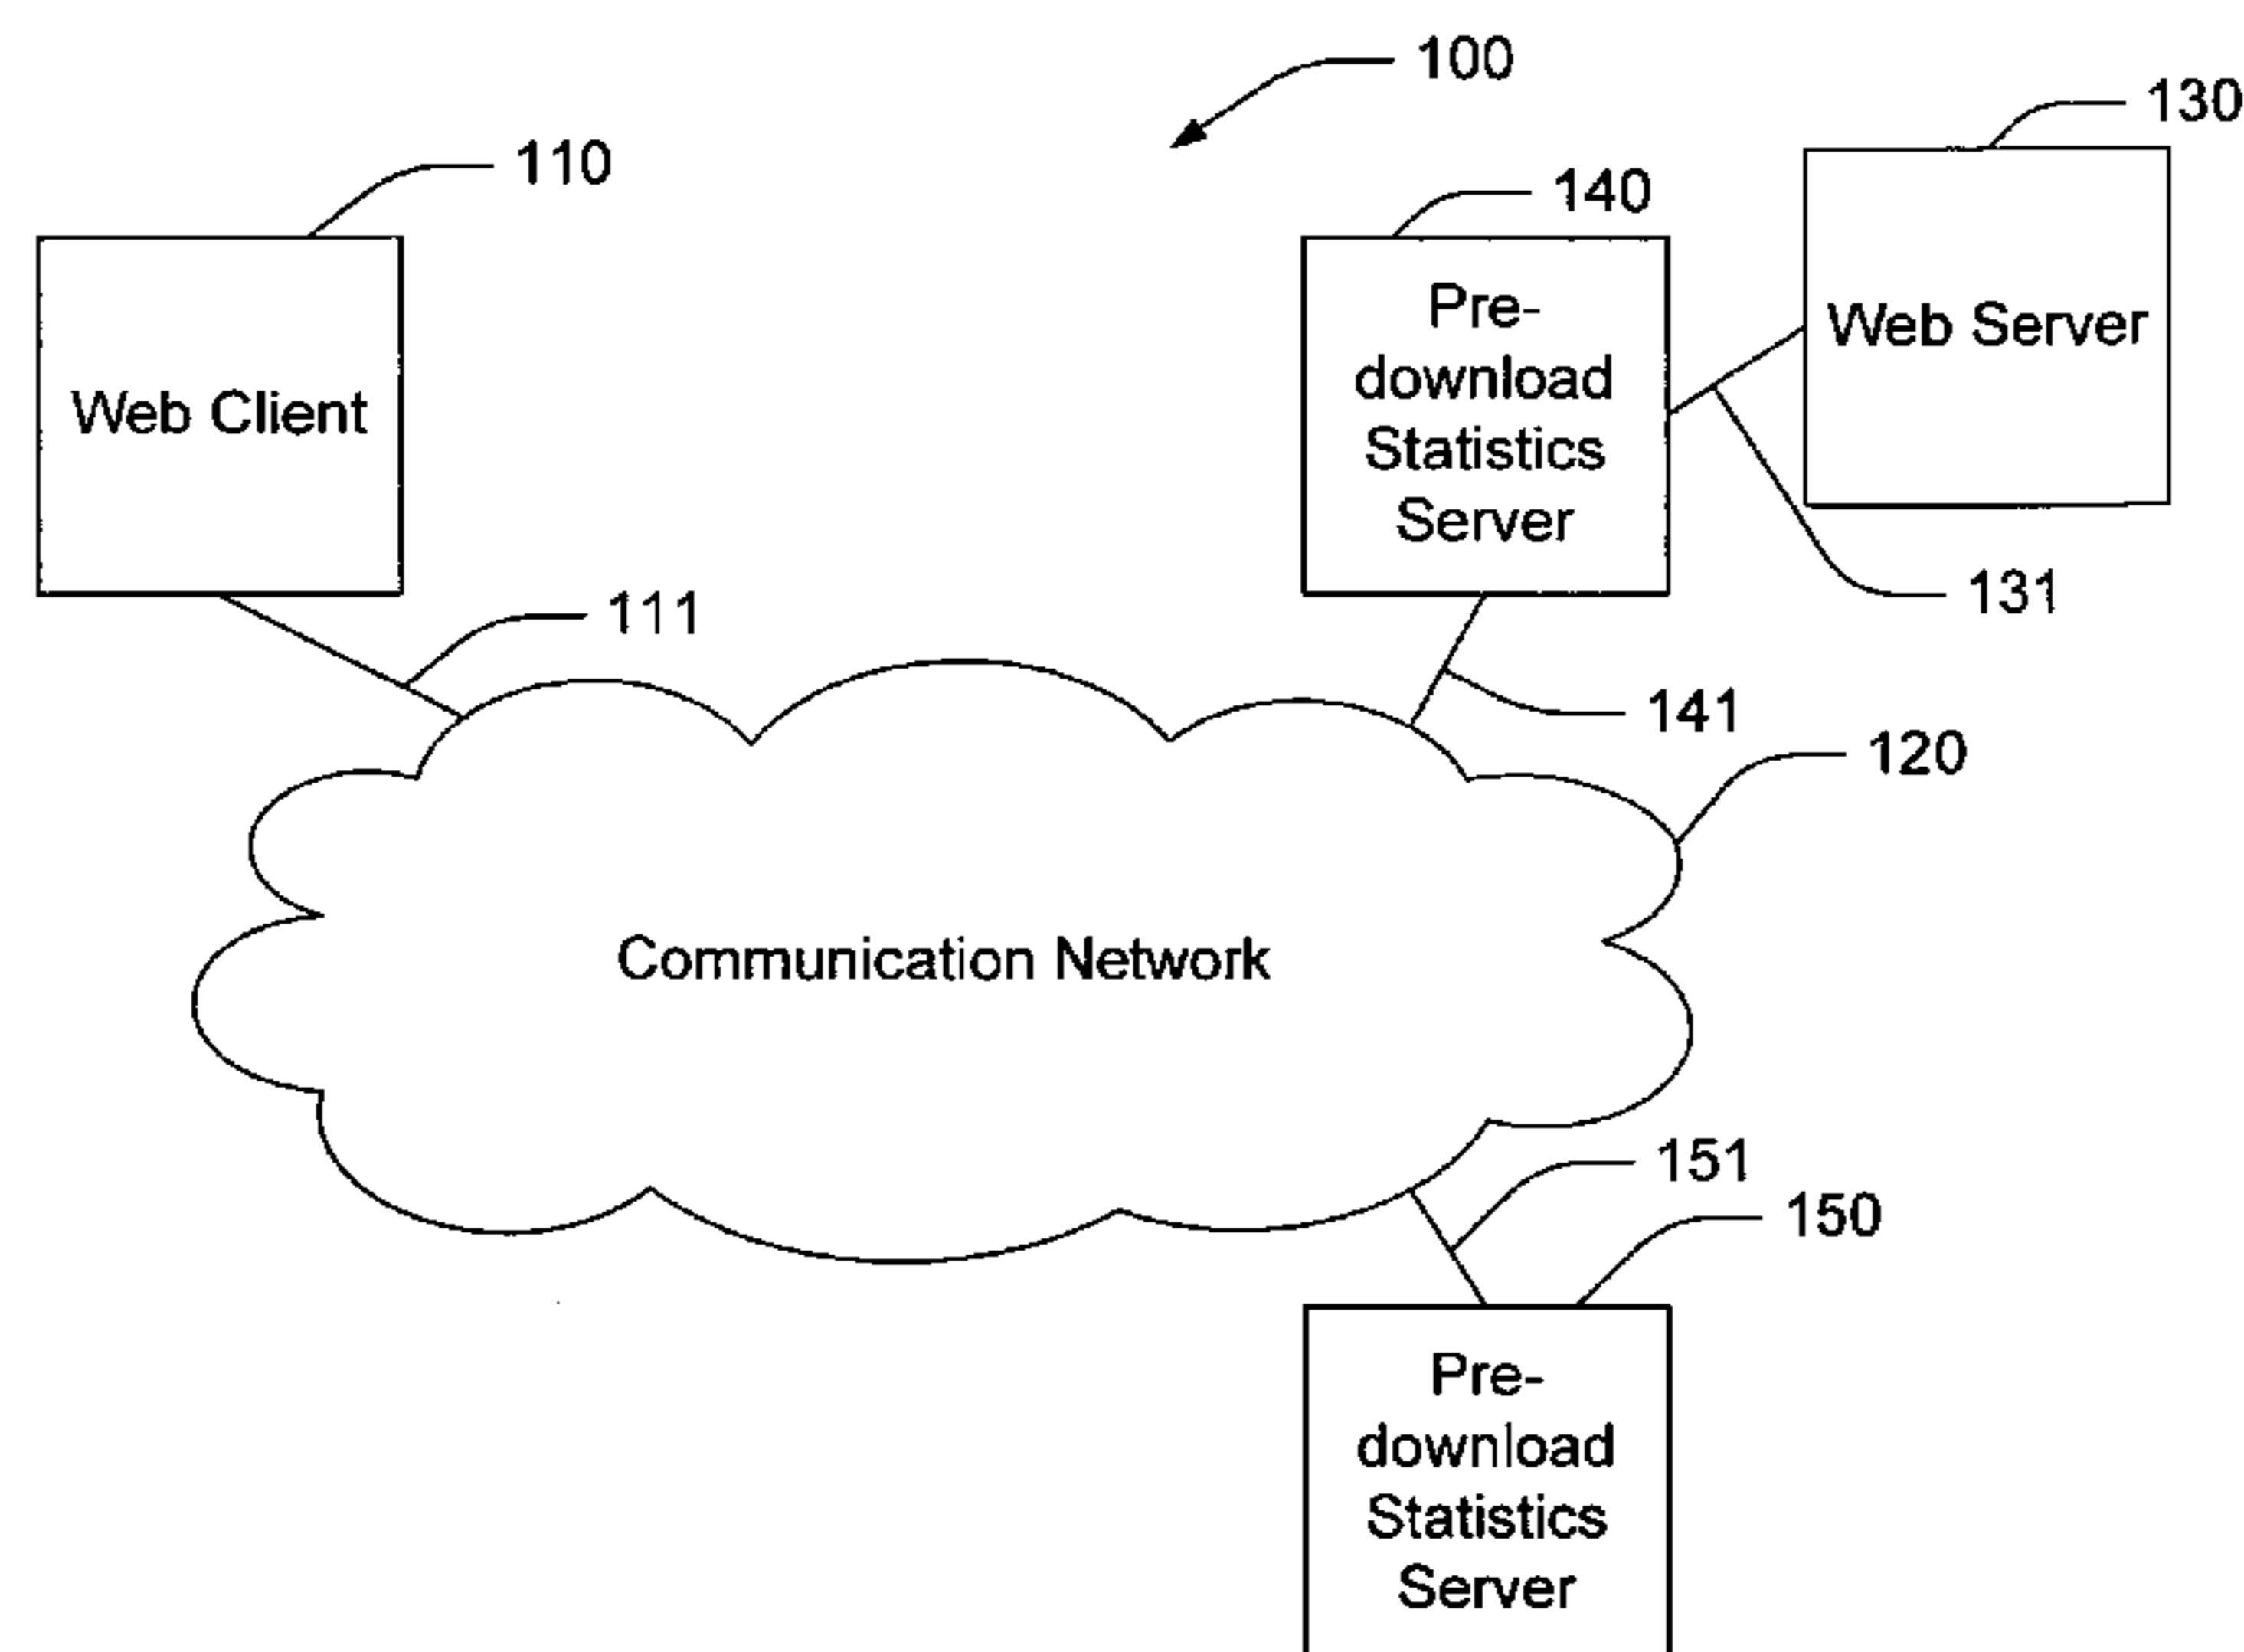 100
130
110
140
Pre-
download
Statistics
Server
Web Server
Web Client
131
111
141
120
Communication Network
151
150
Pre-
download
Statistics
Server